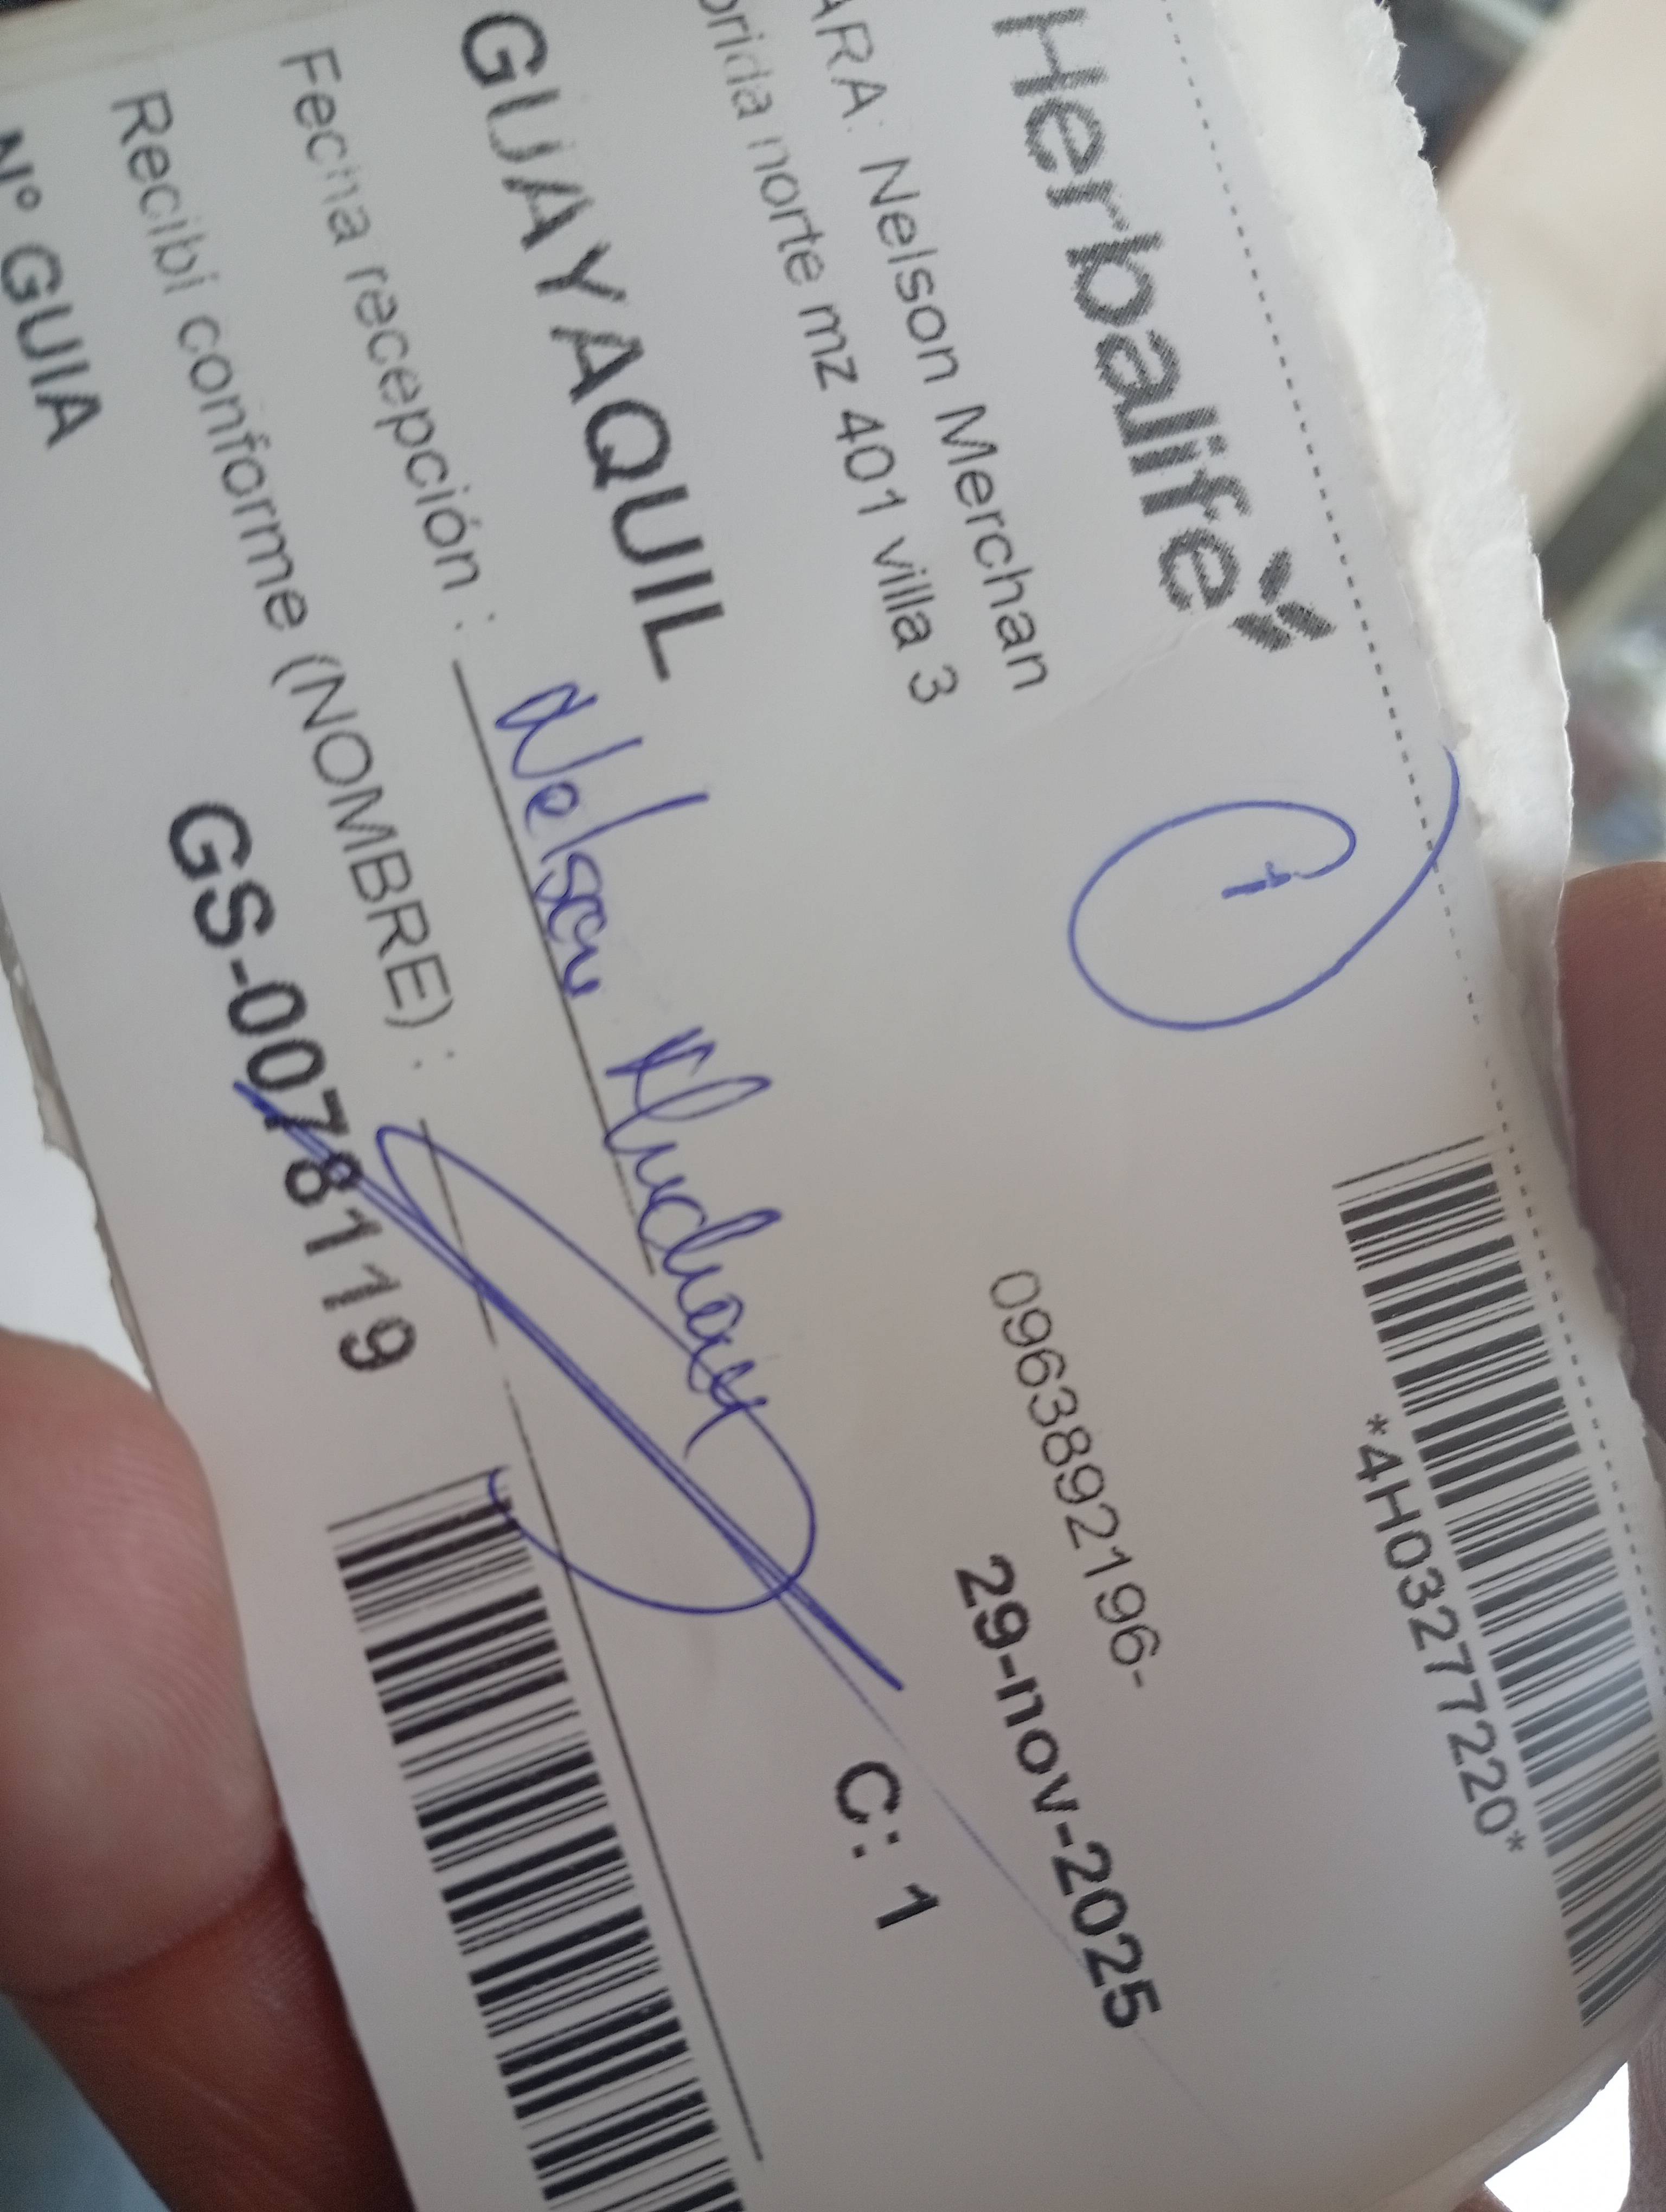 Herbalife
*4H03277220*
ARA: Nelson Merchan
0963892196-
orida norte mz 401 villa 3
29-nov-2025
GUAYAQUIL
C: 1
Fecha recepción :
Nelson
Recibi conforme (NOMBRE) :
Nº GUIA
GS-00778119